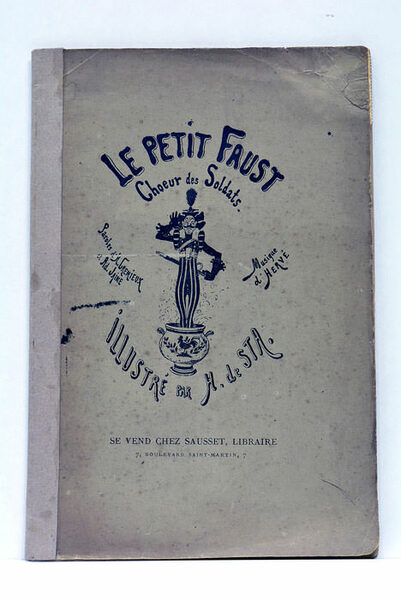 LE PETIT FAUST
Choeur des Soldats.
Paroles d'A. CRÉMIEUX
et Ad. JAIME
Musique
d'HERVÉ
ILLUSTRÉ PAR H. de STA.
SE VEND CHEZ SAUSSET, LIBRAIRE
7, BOULEVARD SAINT-MARTIN, 7